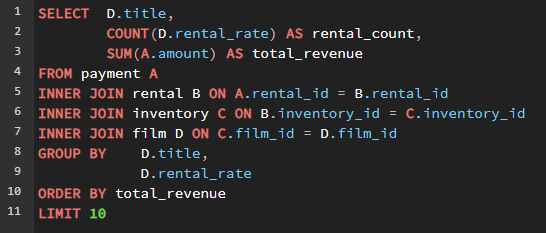 1 SELECT  D.title,
2         COUNT(D.rental_rate) AS rental_count,
3         SUM(A.amount) AS total_revenue
4 FROM payment A
5 INNER JOIN rental B ON A.rental_id = B.rental_id
6 INNER JOIN inventory C ON B.inventory_id = C.inventory_id
7 INNER JOIN film D ON C.film_id = D.film_id
8 GROUP BY    D.title,
9             D.rental_rate
10 ORDER BY total_revenue
11 LIMIT 10